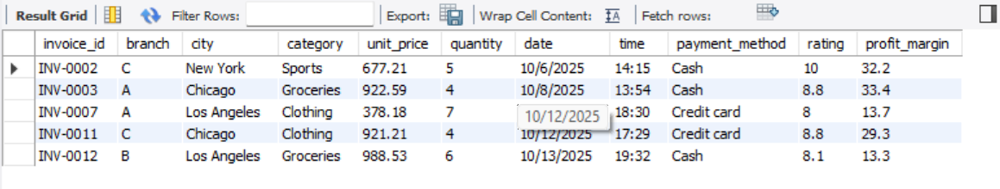 Result Grid Filter Rows: Export: Wrap Cell Content: IA Fetch rows:
invoice_id branch city category unit_price quantity date time payment_method rating profit_margin
INV-0002 C New York Sports 677.21 5 10/6/2025 14:15 Cash 10 32.2
INV-0003 A Chicago Groceries 922.59 4 10/8/2025 13:54 Cash 8.8 33.4
INV-0007 A Los Angeles Clothing 378.18 7 10/12/2025 18:30 Credit card 8 13.7
INV-0011 C Chicago Clothing 921.21 4 10/12/2025 17:29 Credit card 8.8 29.3
INV-0012 B Los Angeles Groceries 988.53 6 10/13/2025 19:32 Cash 8.1 13.3